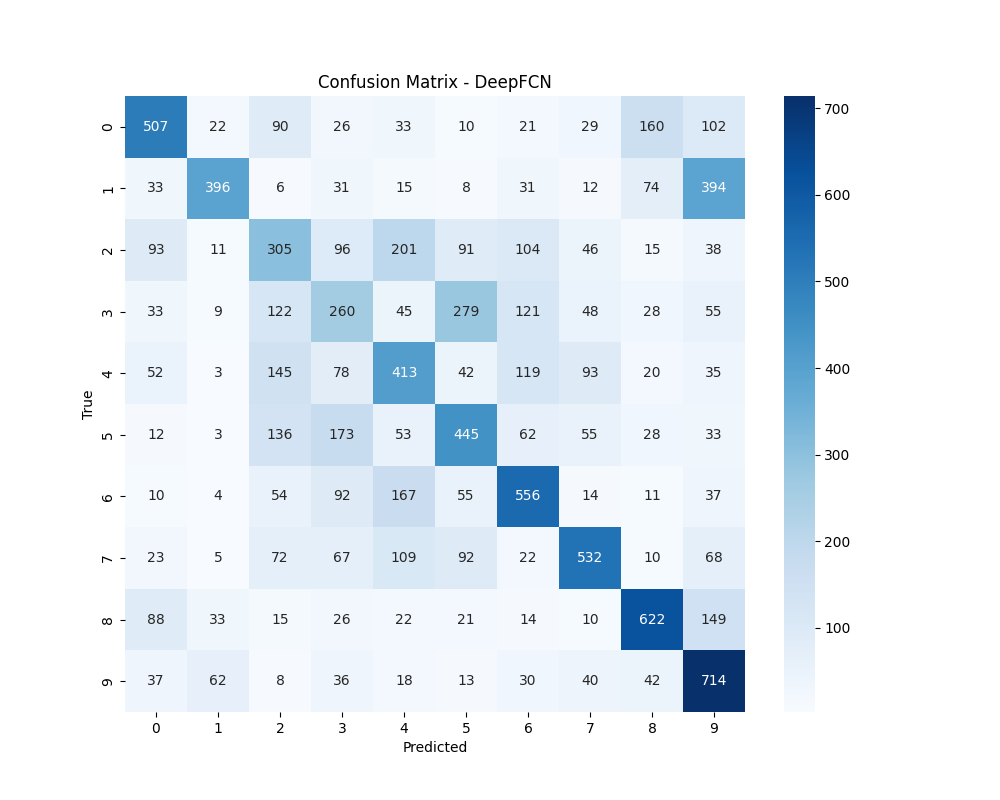 Confusion Matrix - DeepFCN
0 507 22 90 26 33 10 21 29 160 102
1 33 396 6 31 15 8 31 12 74 394
2 93 11 305 96 201 91 104 46 15 38
3 33 9 122 260 45 279 121 48 28 55
4 52 3 145 78 413 42 119 93 20 35
5 12 3 136 173 53 445 62 55 28 33
6 10 4 54 92 167 55 556 14 11 37
7 23 5 72 67 109 92 22 532 10 68
8 88 33 15 26 22 21 14 10 622 149
9 37 62 8 36 18 13 30 40 42 714
0 1 2 3 4 5 6 7 8 9
Predicted
True
700
600
500
400
300
200
100